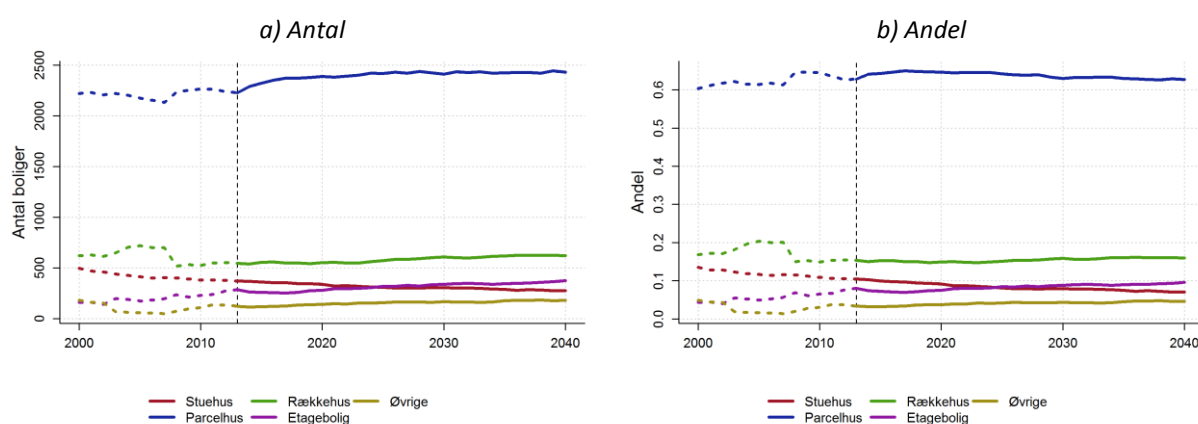 a) Antal
Antal boliger
0
500
1000
1500
2000
2500
2000
2010
2020
2030
2040
Stuehus
Rækkehus
Øvrige
Parcelhus
Etagebolig
b) Andel
Andel
0.0
0.1
0.2
0.3
0.4
0.5
0.6
2000
2010
2020
2030
2040
Stuehus
Rækkehus
Øvrige
Parcelhus
Etagebolig